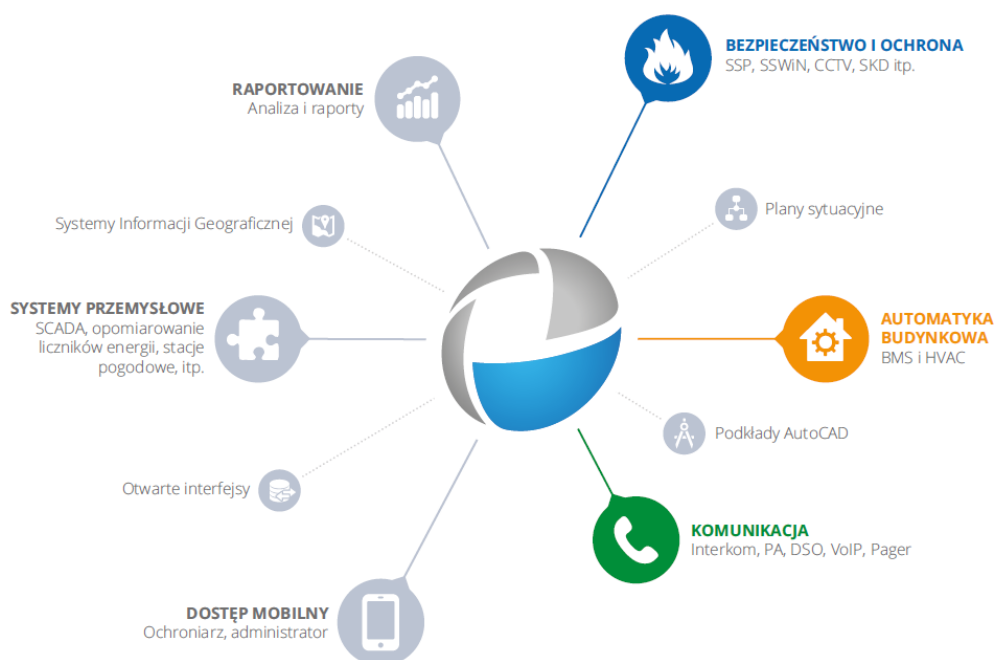 BEZPIECZEŃSTWO I OCHRONA
SSP, SSWiN, CCTV, SKD itp.
RAPORTOWANIE
Analiza i raporty
Plany sytuacyjne
Systemy Informacji Geograficznej
SYSTEMY PRZEMYSŁOWE
SCADA, opomiarowanie
liczników energii, stacje
pogodowe, itp.
AUTOMATYKA
BUDYNKOWA
BMS i HVAC
Podkłady AutoCAD
Otwarte interfejsy
KOMUNIKACJA
Interkom, PA, DSO, VoIP, Pager
DOSTĘP MOBILNY
Ochroniarz, administrator